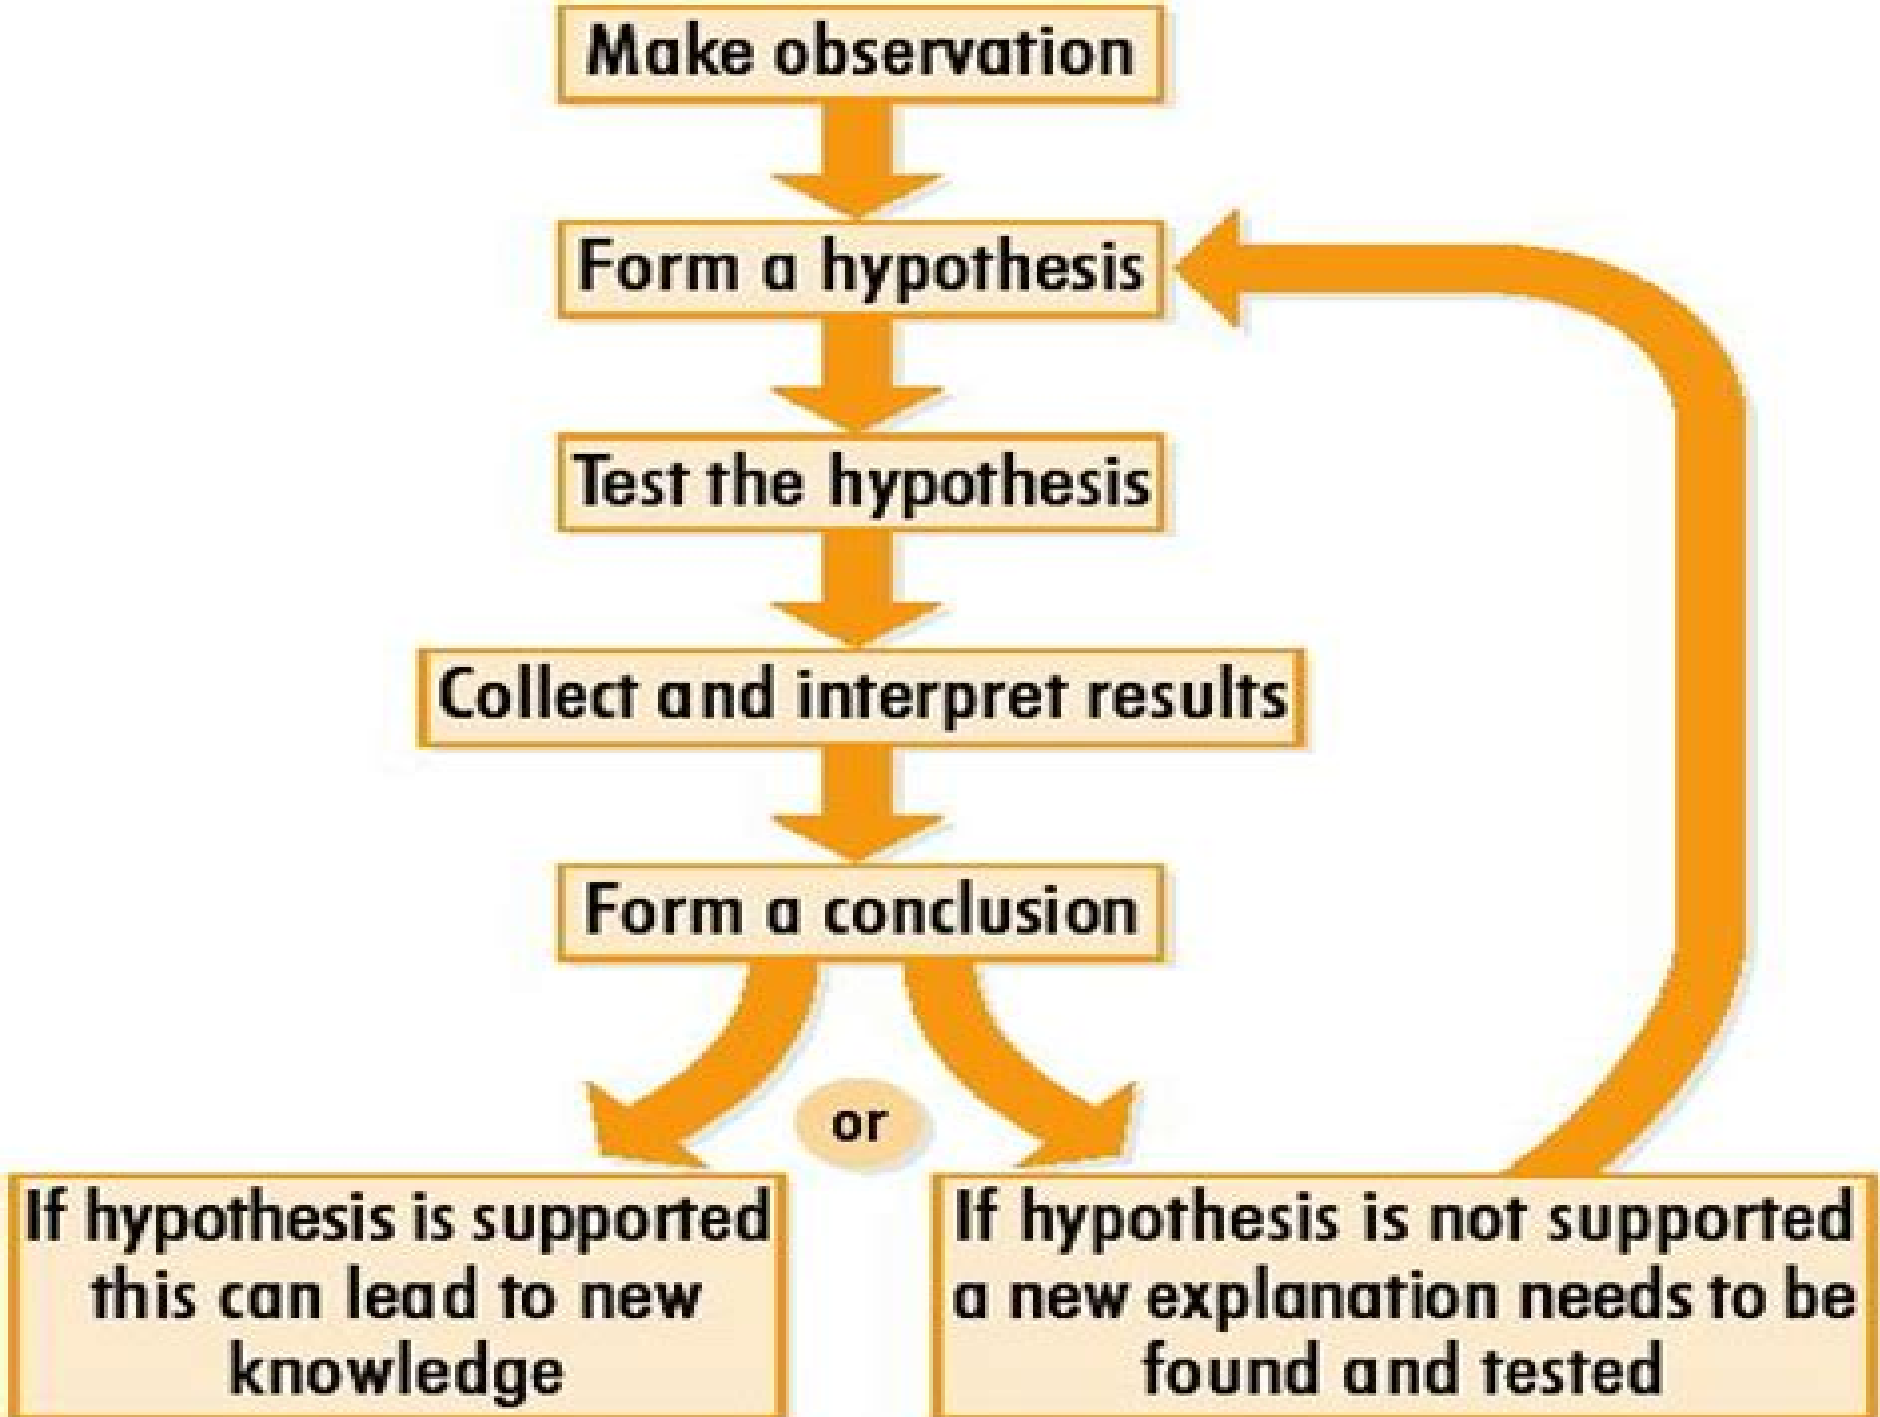 Make observation
Form a hypothesis
Test the hypothesis
Collect and interpret results
Form a conclusion
or
If hypothesis is supported
this can lead to new
knowledge
If hypothesis is not supported
a new explanation needs to be
found and tested